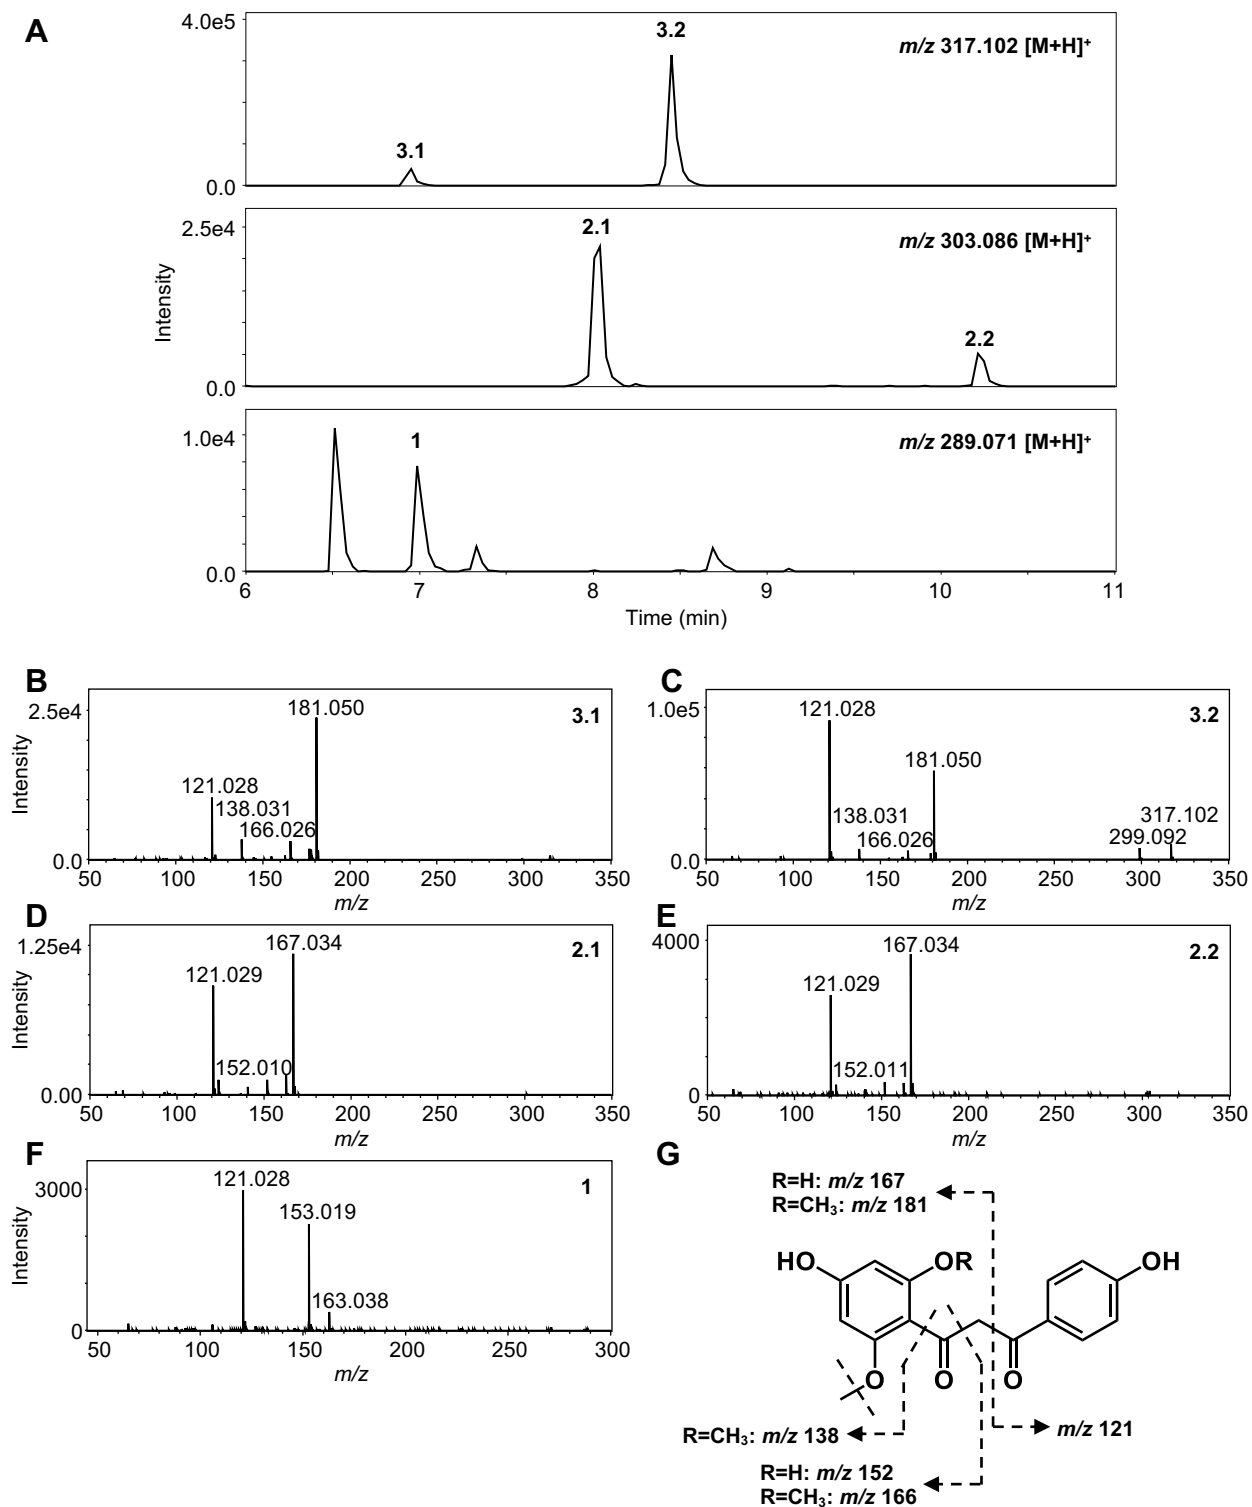 A
4.0e5
3.2
m/z 317.102 [M+H]⁺
3.1
0.0
2.5e4
2.1
m/z 303.086 [M+H]⁺
2.2
0.0
Intensity
1.0e4
1
m/z 289.071 [M+H]⁺
0.0
6 7 8 9 10 11
Time (min)
B
2.5e4
181.050
3.1
121.028
138.031
166.026
0.0
Intensity
50 100 150 200 250 300 350
m/z
C
1.0e5
121.028
3.2
181.050
138.031
317.102
166.026
299.092
0.0
50 100 150 200 250 300 350
m/z
D
1.25e4
167.034
2.1
121.029
152.010
0.00
Intensity
50 100 150 200 250 300 350
m/z
E
4000
167.034
2.2
121.029
152.011
0
50 100 150 200 250 300 350
m/z
F
121.028
1
3000
153.019
163.038
0
Intensity
50 100 150 200 250 300
m/z
G
R=H: m/z 167
R=CH₃: m/z 181
HO
OR
OH
O
O
O
R=CH₃: m/z 138
m/z 121
R=H: m/z 152
R=CH₃: m/z 166